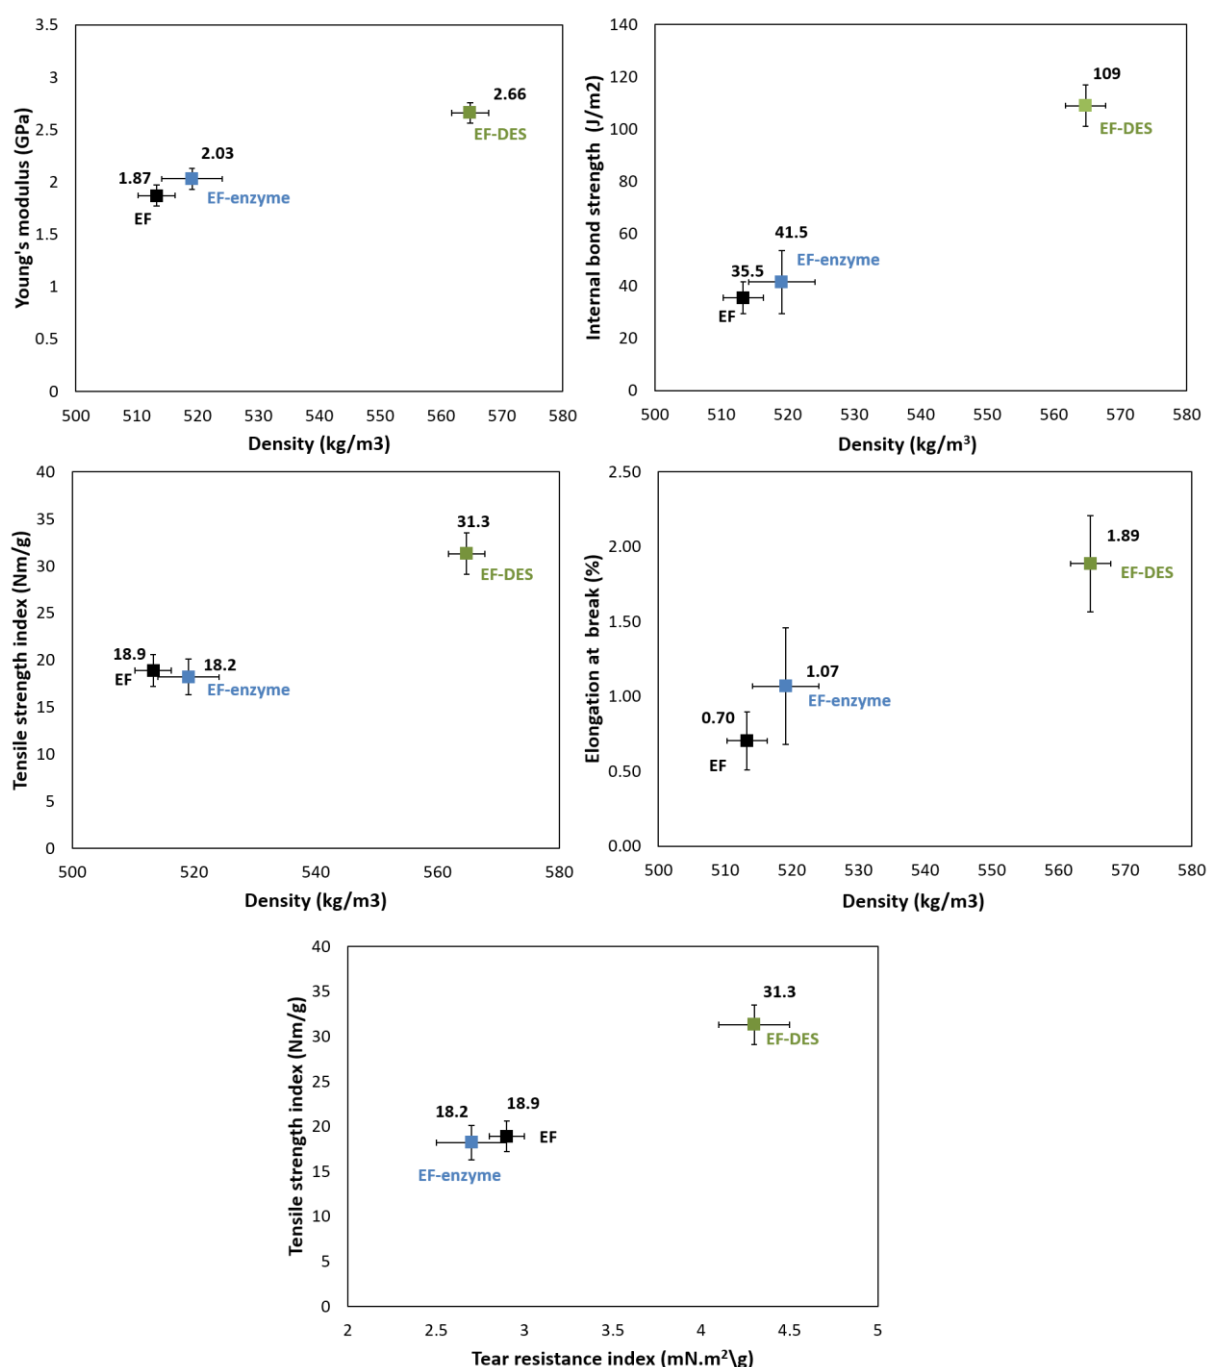 Young's modulus (GPa)
3.5
3
2.5
2
1.5
1
0.5
0
2.66
EF-DES
2.03
1.87
EF-enzyme
EF
500 510 520 530 540 550 560 570 580
Density (kg/m3)
Internal bond strength (J/m2)
140
120
100
80
60
40
20
0
109
EF-DES
41.5
EF-enzyme
35.5
EF
500 510 520 530 540 550 560 570 580
Density (kg/m³)
Tensile strength index (Nm/g)
40
35
30
25
20
15
10
5
0
31.3
EF-DES
18.9
18.2
EF
EF-enzyme
500 520 540 560 580
Density (kg/m3)
Elongation at break (%)
2.50
2.00
1.50
1.00
0.50
0.00
1.89
EF-DES
1.07
EF-enzyme
0.70
EF
500 510 520 530 540 550 560 570 580
Density (kg/m3)
Tensile strength index (Nm/g)
40
35
30
25
20
15
10
5
0
31.3
EF-DES
18.2 18.9
EF
EF-enzyme
2 2.5 3 3.5 4 4.5 5
Tear resistance index (mN.m²\g)